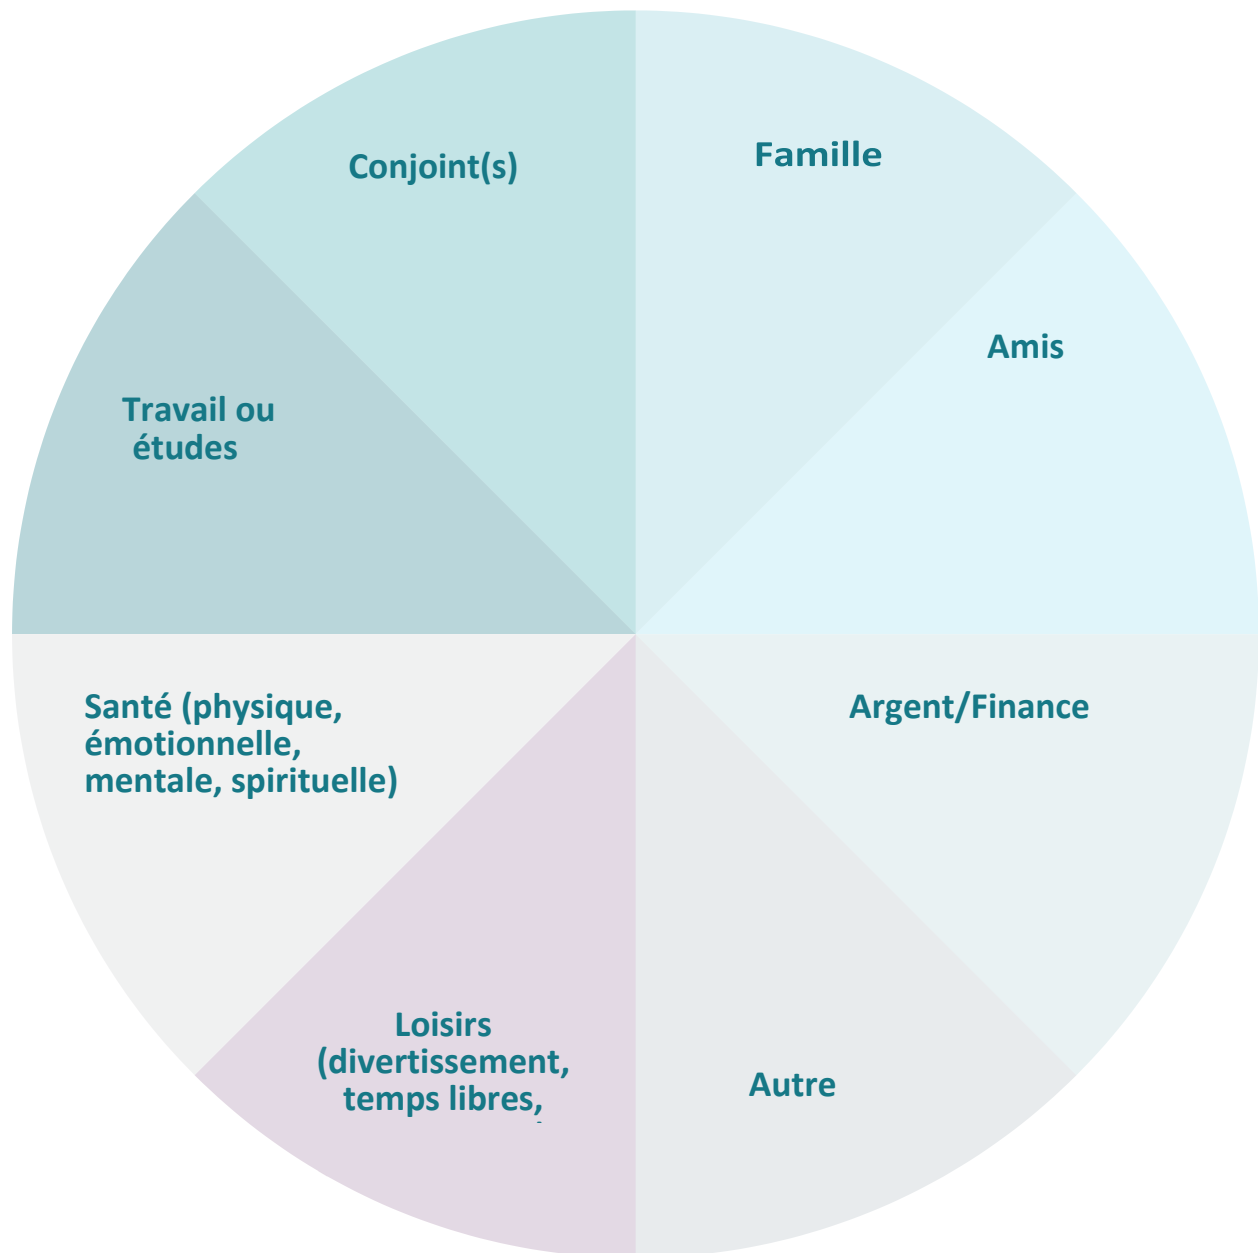 Conjoint(s)
Famille
Amis
Travail ou
études
Santé (physique,
émotionnelle,
mentale, spirituelle)
Argent/Finance
Loisirs
(divertissement,
temps libres,
Autre